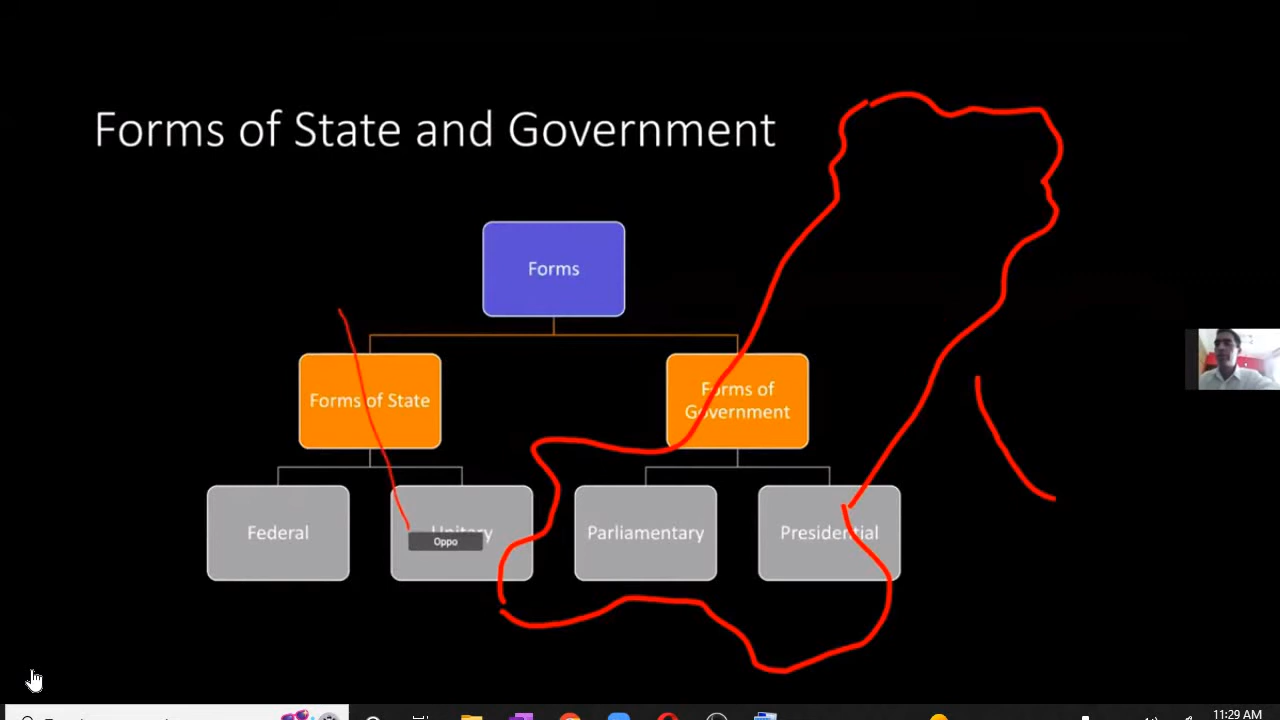 Forms of State and Government
Forms
Forms of State
Forms of
Government
Federal
Unitary
Parliamentary
Presidential
Oppo
11:29 AM